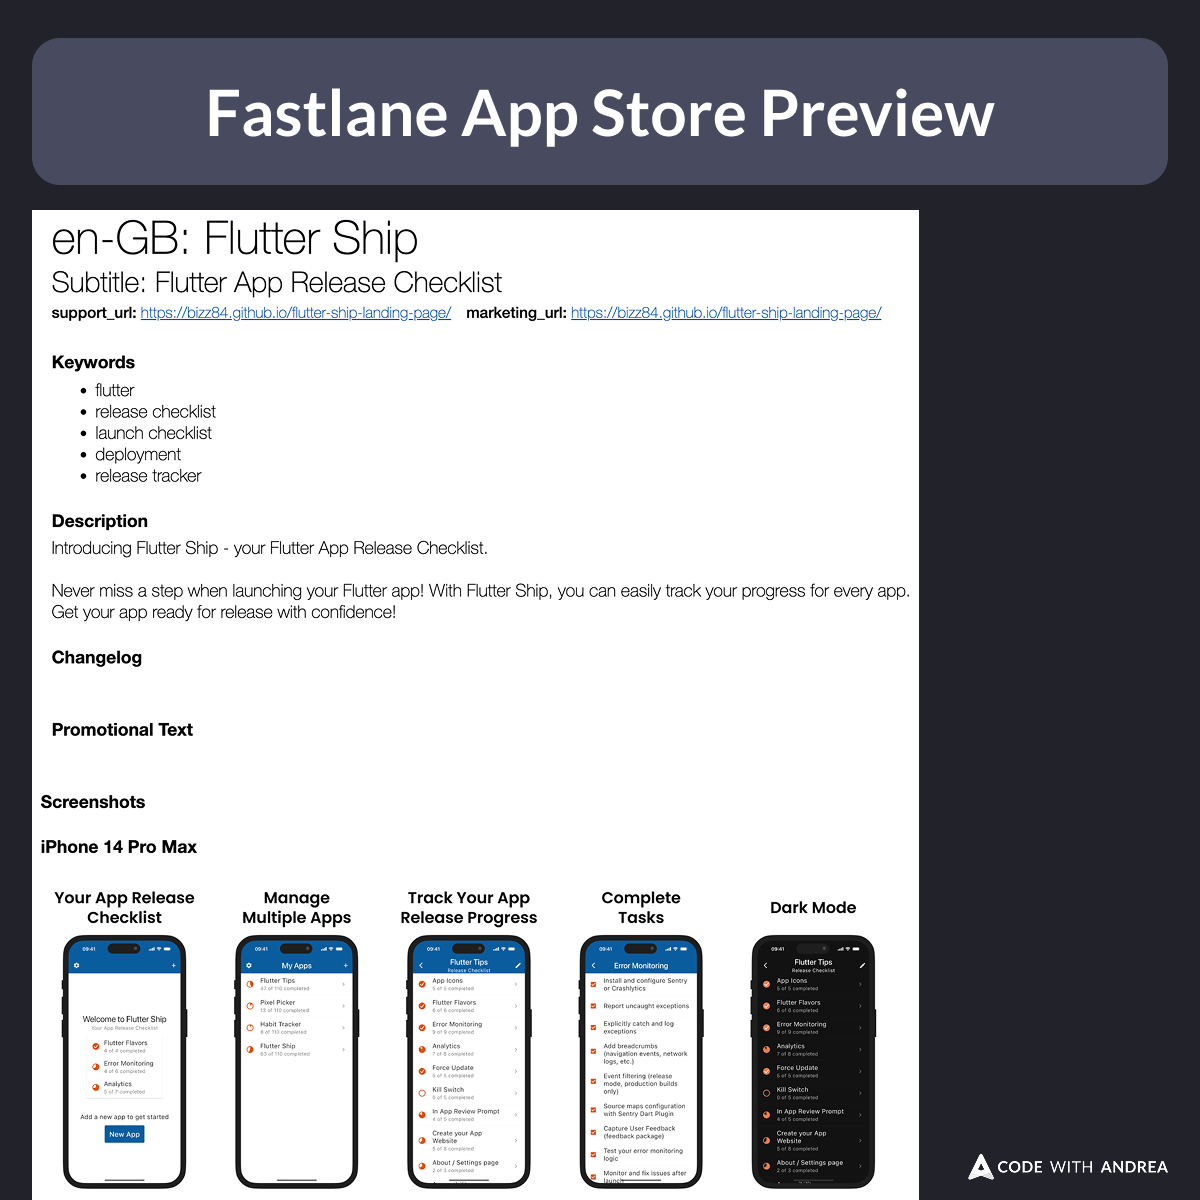 Fastlane App Store Preview
en-GB: Flutter Ship
Subtitle: Flutter App Release Checklist
support_url: https://bizz84.github.io/flutter-ship-landing-page/ marketing_url: https://bizz84.github.io/flutter-ship-landing-page/
Keywords
• flutter
• release checklist
• launch checklist
• deployment
• release tracker
Description
Introducing Flutter Ship - your Flutter App Release Checklist.
Never miss a step when launching your Flutter app! With Flutter Ship, you can easily track your progress for every app.
Get your app ready for release with confidence!
Changelog
Promotional Text
Screenshots
iPhone 14 Pro Max
Your App Release
Checklist
09:41
Welcome to Flutter Ship
Your App Release Checklist
Flutter Flavors
4 of 4 completed
Error Monitoring
4 of 6 completed
Analytics
5 of 7 completed
Add a new app to get started
New App
Manage
Multiple Apps
09:41
My Apps
Flutter Tips
47 of 110 completed
Pixel Picker
13 of 110 completed
Habit Tracker
8 of 110 completed
Flutter Ship
63 of 110 completed
Track Your App
Release Progress
09:41
Flutter Tips
Release Checklist
App Icons
5 of 5 completed
Flutter Flavors
6 of 6 completed
Error Monitoring
9 of 9 completed
Analytics
7 of 8 completed
Force Update
5 of 5 completed
Kill Switch
0 of 5 completed
In App Review Prompt
4 of 5 completed
Create your App
Website
5 of 8 completed
About / Settings page
2 of 3 completed
Complete
Tasks
09:41
Error Monitoring
Install and configure Sentry
or Crashlytics
Report uncaught exceptions
Explicitly catch and log
exceptions
Add breadcrumbs
(navigation events, network
logs, etc.)
Event filtering (release
mode, production builds
only)
Source maps configuration
with Sentry Dart Plugin
Capture User Feedback
(feedback package)
Test your error monitoring
logic
Monitor and fix issues after
launch
Dark Mode
09:41
Flutter Tips
Release Checklist
App Icons
5 of 5 completed
Flutter Flavors
6 of 6 completed
Error Monitoring
9 of 9 completed
Analytics
7 of 8 completed
Force Update
5 of 5 completed
Kill Switch
0 of 5 completed
In App Review Prompt
4 of 5 completed
Create your App
Website
5 of 8 completed
About / Settings page
2 of 3 completed
CODE WITH ANDREA